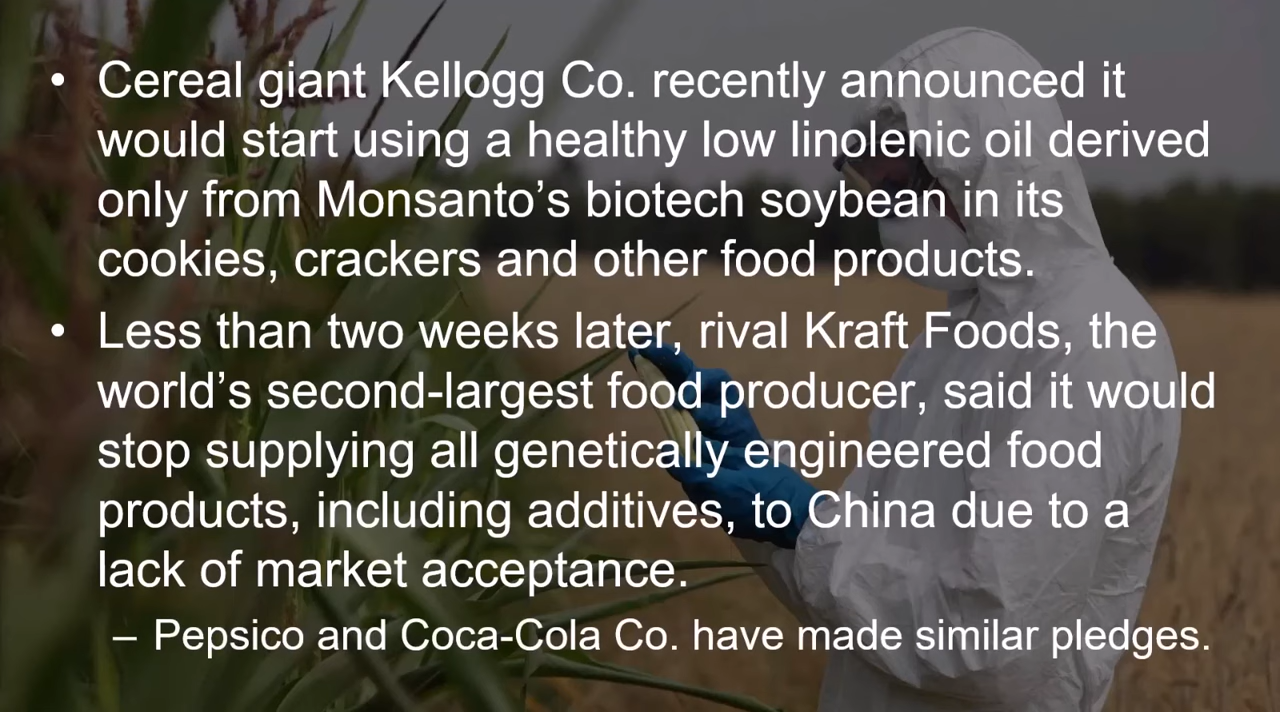 • Cereal giant Kellogg Co. recently announced it
would start using a healthy low linolenic oil derived
only from Monsanto’s biotech soybean in its
cookies, crackers and other food products.
• Less than two weeks later, rival Kraft Foods, the
world’s second-largest food producer, said it would
stop supplying all genetically engineered food
products, including additives, to China due to a
lack of market acceptance.
– Pepsico and Coca-Cola Co. have made similar pledges.